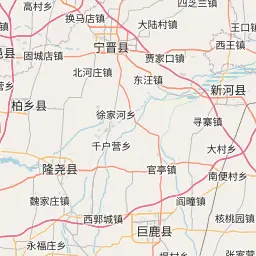 高村乡
四芝兰镇
换马店镇
大陆村镇
王口镇
宁晋县
固城店镇
贾家口镇
西王镇
北河庄镇
东汪镇
新河县
柏乡县
徐家河乡
寻寨镇
千户营乡
大村乡
隆尧县
官亭镇
南便村乡
魏家庄镇
阎疃镇
西郭城镇
核桃园镇
巨鹿县
永福庄乡